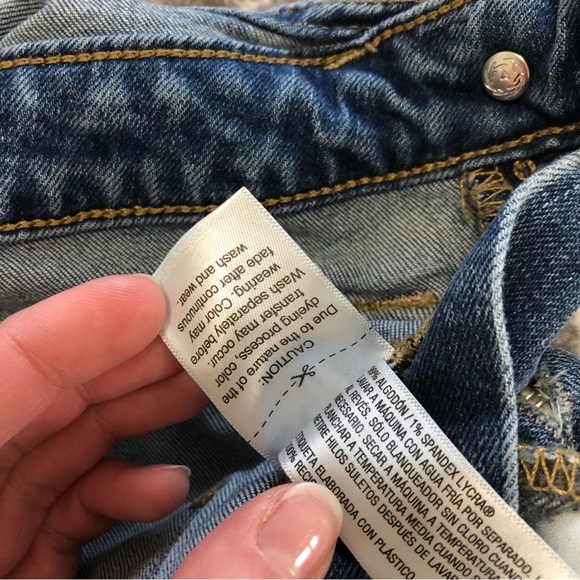 CAUTION:
Due to the nature of the
dyeing process, color
transfer may occur.
Wash separately before
wearing. Color may
fade after continuous
wash and wear.
ALGODÓN / 1% SPANDEX LYCRA®
LAVAR A MÁQUINA CON AGUA FRÍA POR SEPARADO
REVÉS, SÓLO BLANQUEADOR SIN CLORO CUAN
NECESARIO, SECAR A MÁQUINA A TEMPERATURA
PLANCHAR A TEMPERATURA MEDIA CUANDO
RETIRE HILOS SUELTOS DESPUÉS DE LAVA
ETIQUETA ELABORADA CON PLÁSTICO
RECYC